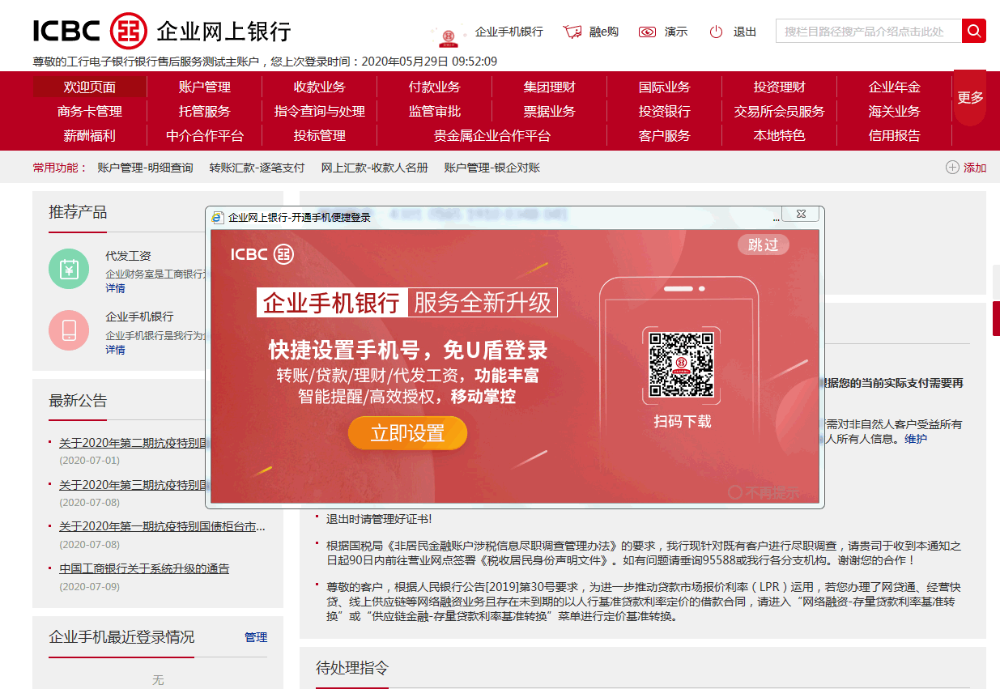 ICBC 企业网上银行
企业手机银行 融e购 演示 退出 搜栏目路径搜产品介绍点击此处
尊敬的工行电子银行银行售后服务测试主账户，您上次登录时间：2020年05月29日 09:52:09
欢迎页面 账户管理 收款业务 付款业务 集团理财 国际业务 投资理财 企业年金
商务卡管理 托管服务 指令查询与处理 监管审批 票据业务 投资银行 交易所会员服务 海关业务
薪酬福利 中介合作平台 投标管理 贵金属企业合作平台 客户服务 本地特色 信用报告
更多
常用功能： 账户管理-明细查询 转账汇款-逐笔支付 网上汇款-收款人名册 账户管理-银企对账 添加
推荐产品
代发工资
企业财务室是工商银行
详情
企业手机银行
企业手机银行是我行为
详情
最新公告
关于2020年第二期抗疫特别国
(2020-07-01)
关于2020年第三期抗疫特别国
(2020-07-08)
关于2020年第一期抗疫特别国债柜台市...
(2020-07-08)
中国工商银行关于系统升级的通告
(2020-07-09)
企业手机最近登录情况 管理
无
企业网上银行-开通手机便捷登录 ...
ICBC 跳过
企业手机银行 服务全新升级
快捷设置手机号，免U盾登录
转账/贷款/理财/代发工资，功能丰富
智能提醒/高效授权，移动掌控
立即设置
扫码下载
不再提示
据您的当前实际支付需要再
需对非自然人客户受益所有
人所有人信息。维护
退出时请管理好证书!
根据国税局《非居民金融账户涉税信息尽职调查管理办法》的要求，我行现针对既有客户进行尽职调查，请贵司于收到本通知之
日起90日内前往营业网点签署《税收居民身份声明文件》。如有问题请垂询95588或我行各分支机构。谢谢您的合作！
尊敬的客户，根据人民银行公告[2019]第30号要求，为进一步推动贷款市场报价利率（LPR）运用，若您办理了网贷通、经营快
贷、线上供应链等网络融资业务且存在未到期的以人行基准贷款利率定价的借款合同，请进入“网络融资-存量贷款利率基准转
换”或“供应链金融-存量贷款利率基准转换”菜单进行定价基准转换。
待处理指令